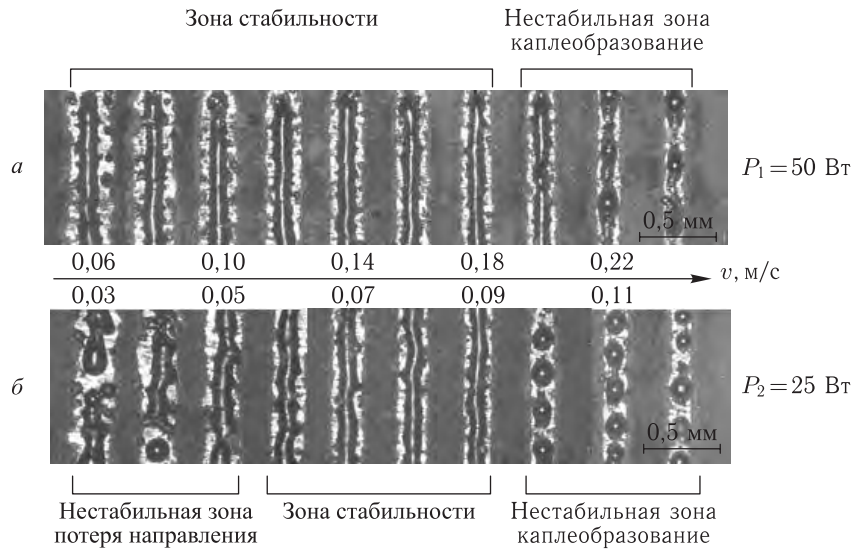 Зона стабильности
Нестабильная зона
каплеобразование
а
P₁ = 50 Вт
0,5 мм
0,06 0,10 0,14 0,18 0,22
v, м/с
0,03 0,05 0,07 0,09 0,11
б
P₂ = 25 Вт
0,5 мм
Нестабильная зона
потеря направления
Зона стабильности
Нестабильная зона
каплеобразование